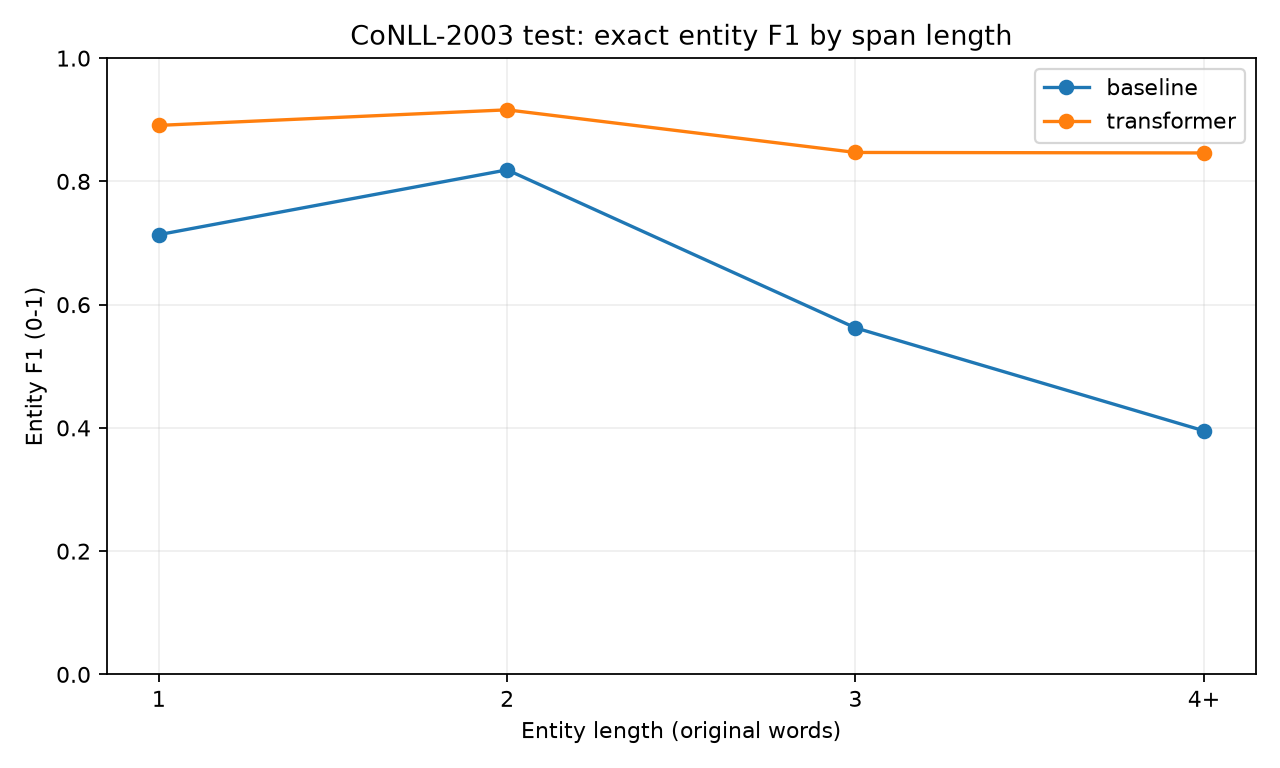 CoNLL-2003 test: exact entity F1 by span length
baseline
transformer
Entity F1 (0-1)
1.0
0.8
0.6
0.4
0.2
0.0
1 2 3 4+
Entity length (original words)